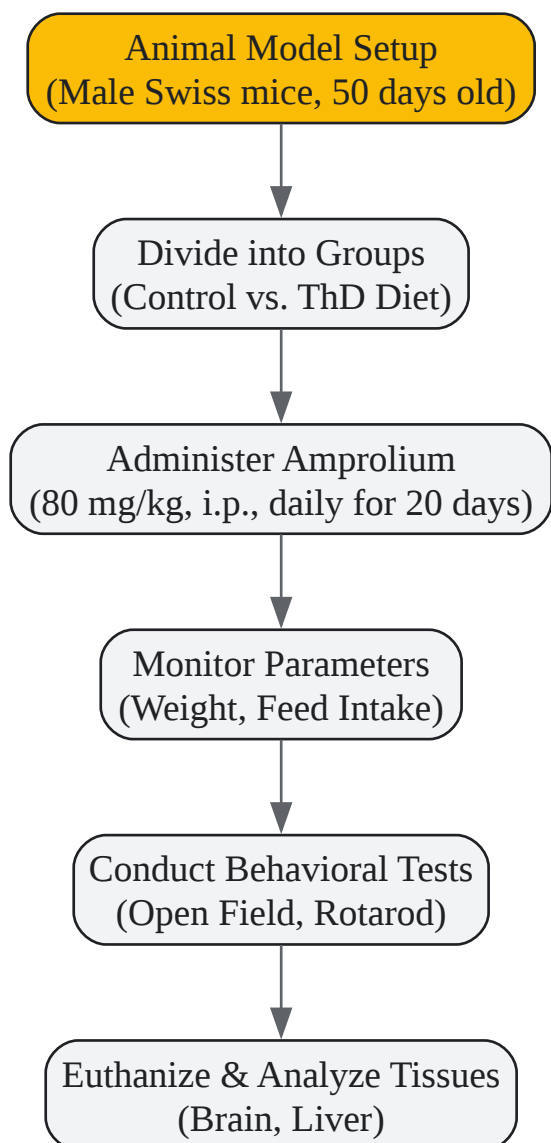 Animal Model Setup
(Male Swiss mice, 50 days old)
Divide into Groups
(Control vs. ThD Diet)
Administer Amprolium
(80 mg/kg, i.p., daily for 20 days)
Monitor Parameters
(Weight, Feed Intake)
Conduct Behavioral Tests
(Open Field, Rotarod)
Euthanize & Analyze Tissues
(Brain, Liver)